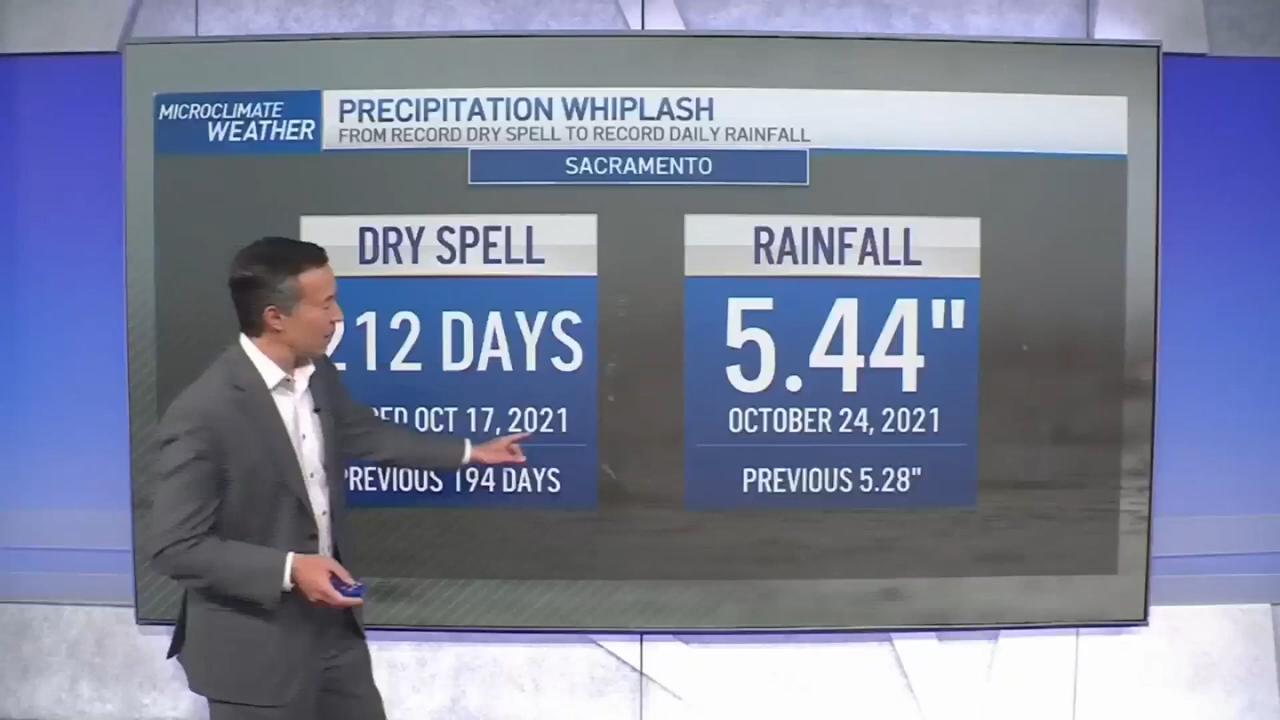 MICROCLIMATE
WEATHER
PRECIPITATION WHIPLASH
FROM RECORD DRY SPELL TO RECORD DAILY RAINFALL
SACRAMENTO
DRY SPELL
212 DAYS
OCT 17, 2021
PREVIOUS 194 DAYS
RAINFALL
5.44"
OCTOBER 24, 2021
PREVIOUS 5.28"